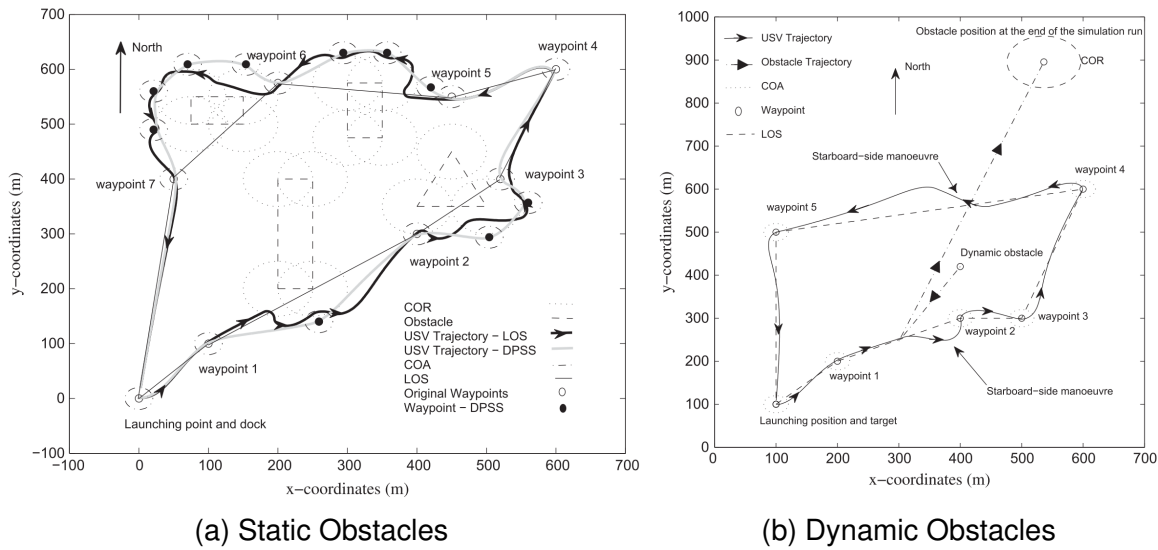 700
600
500
400
300
200
100
0
−100
−100
0
100
200
300
400
500
600
700
y−coordinates (m)
x−coordinates (m)
North
waypoint 6
waypoint 4
waypoint 5
waypoint 3
waypoint 7
waypoint 2
waypoint 1
Launching point and dock
COR
Obstacle
USV Trajectory − LOS
USV Trajectory − DPSS
COA
LOS
Original Waypoints
Waypoint − DPSS
(a) Static Obstacles
1000
900
800
700
600
500
400
300
200
100
0
0
100
200
300
400
500
600
700
y−coordinates (m)
x−coordinates (m)
USV Trajectory
Obstacle Trajectory
COA
Waypoint
LOS
Obstacle position at the end of the simulation run
COR
North
Starboard−side manoeuvre
waypoint 4
waypoint 5
Dynamic obstacle
waypoint 3
waypoint 2
waypoint 1
Starboard−side manoeuvre
Launching position and target
(b) Dynamic Obstacles